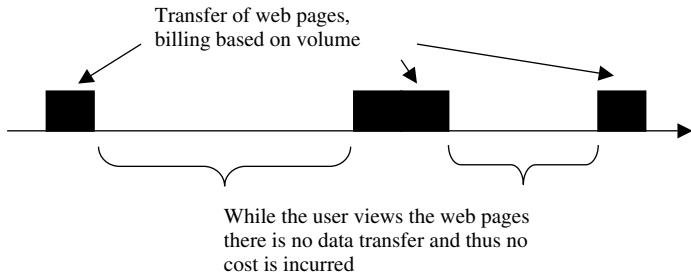 Transfer of web pages,
billing based on volume
While the user views the web pages
there is no data transfer and thus no
cost is incurred